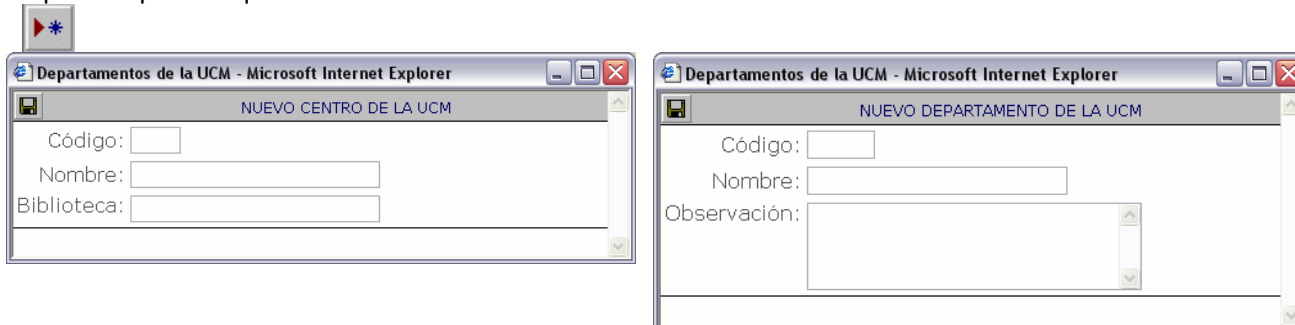 Departamentos de la UCM - Microsoft Internet Explorer
NUEVO CENTRO DE LA UCM
Código:
Nombre:
Biblioteca:
Departamentos de la UCM - Microsoft Internet Explorer
NUEVO DEPARTAMENTO DE LA UCM
Código:
Nombre:
Observación: